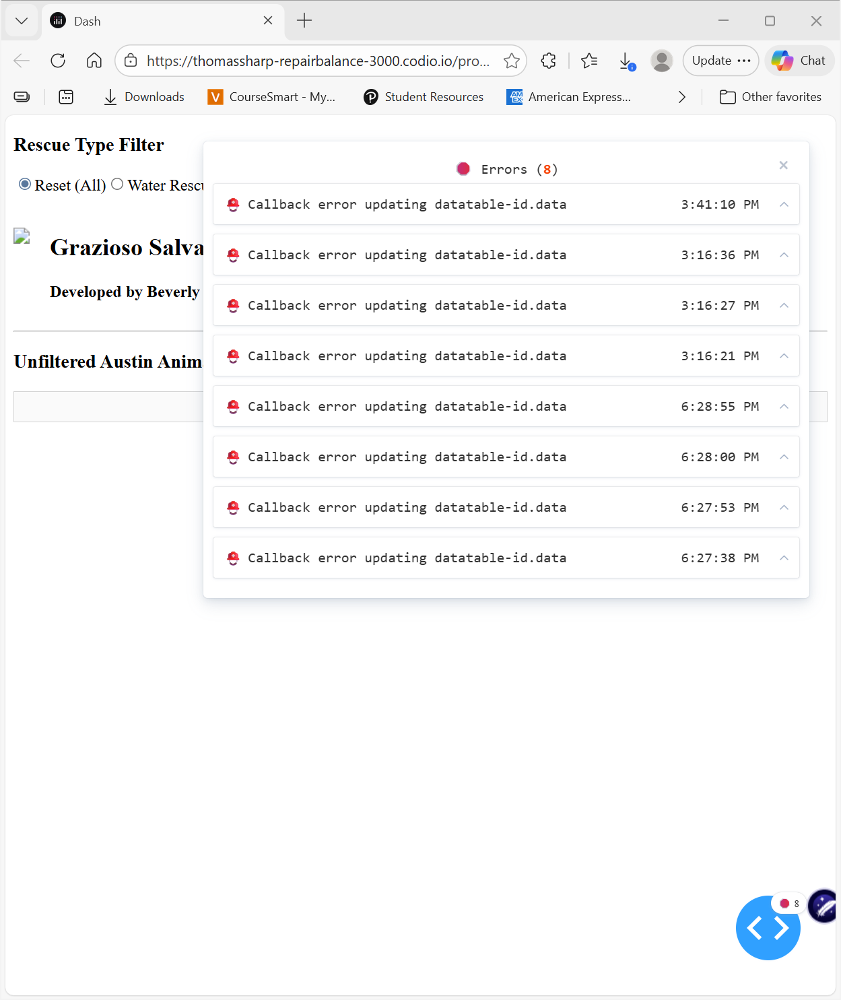 Dash
https://thomassharp-repairbalance-3000.codio.io/pro...
Update
Chat
Downloads
V CourseSmart - My...
Student Resources
AM EX American Express...
Other favorites
Rescue Type Filter
Reset (All) Water Rescu
Grazioso Salva
Developed by Beverly
Unfiltered Austin Anim
Errors (8)
Callback error updating datatable-id.data 3:41:10 PM
Callback error updating datatable-id.data 3:16:36 PM
Callback error updating datatable-id.data 3:16:27 PM
Callback error updating datatable-id.data 3:16:21 PM
Callback error updating datatable-id.data 6:28:55 PM
Callback error updating datatable-id.data 6:28:00 PM
Callback error updating datatable-id.data 6:27:53 PM
Callback error updating datatable-id.data 6:27:38 PM
8